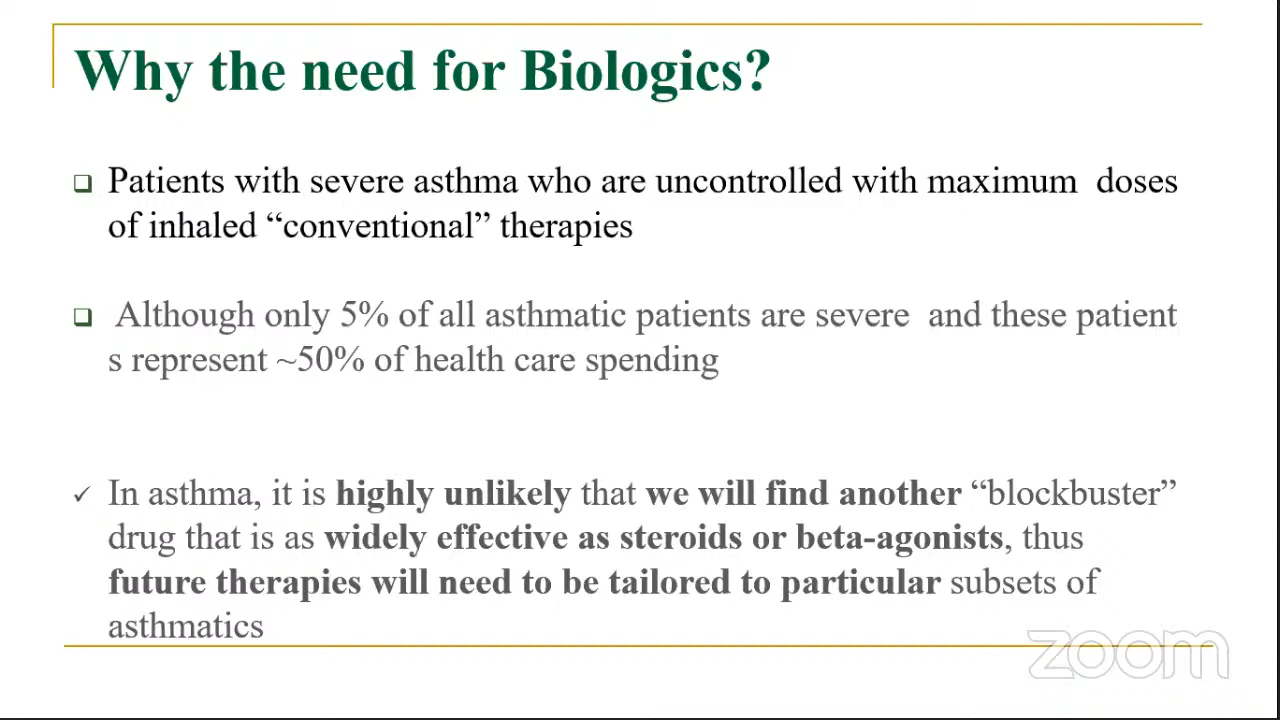 Why the need for Biologics?
Patients with severe asthma who are uncontrolled with maximum doses
of inhaled “conventional” therapies
Although only 5% of all asthmatic patients are severe and these patient
s represent ~50% of health care spending
In asthma, it is highly unlikely that we will find another “blockbuster”
drug that is as widely effective as steroids or beta-agonists, thus
future therapies will need to be tailored to particular subsets of
asthmatics
zoom